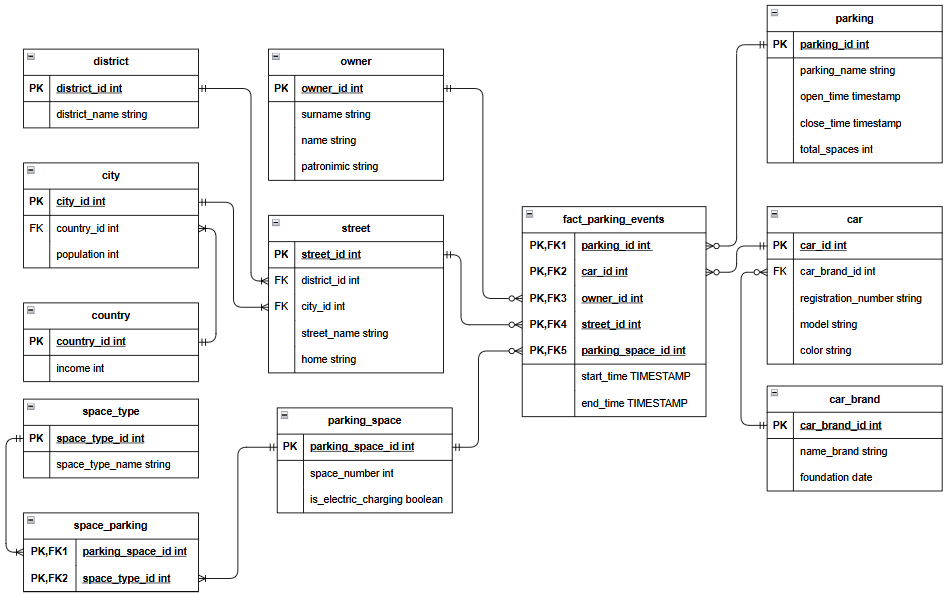 district
PK district_id int
district_name string
city
PK city_id int
FK country_id int
population int
country
PK country_id int
income int
space_type
PK space_type_id int
space_type_name string
space_parking
PK,FK1 parking_space_id int
PK,FK2 space_type_id int
owner
PK owner_id int
surname string
name string
patronimic string
street
PK street_id int
FK district_id int
FK city_id int
street_name string
home string
parking_space
PK parking_space_id int
space_number int
is_electric_charging boolean
fact_parking_events
PK,FK1 parking_id int
PK,FK2 car_id int
PK,FK3 owner_id int
PK,FK4 street_id int
PK,FK5 parking_space_id int
start_time TIMESTAMP
end_time TIMESTAMP
parking
PK parking_id int
parking_name string
open_time timestamp
close_time timestamp
total_spaces int
car
PK car_id int
FK car_brand_id int
registration_number string
model string
color string
car_brand
PK car_brand_id int
name_brand string
foundation date